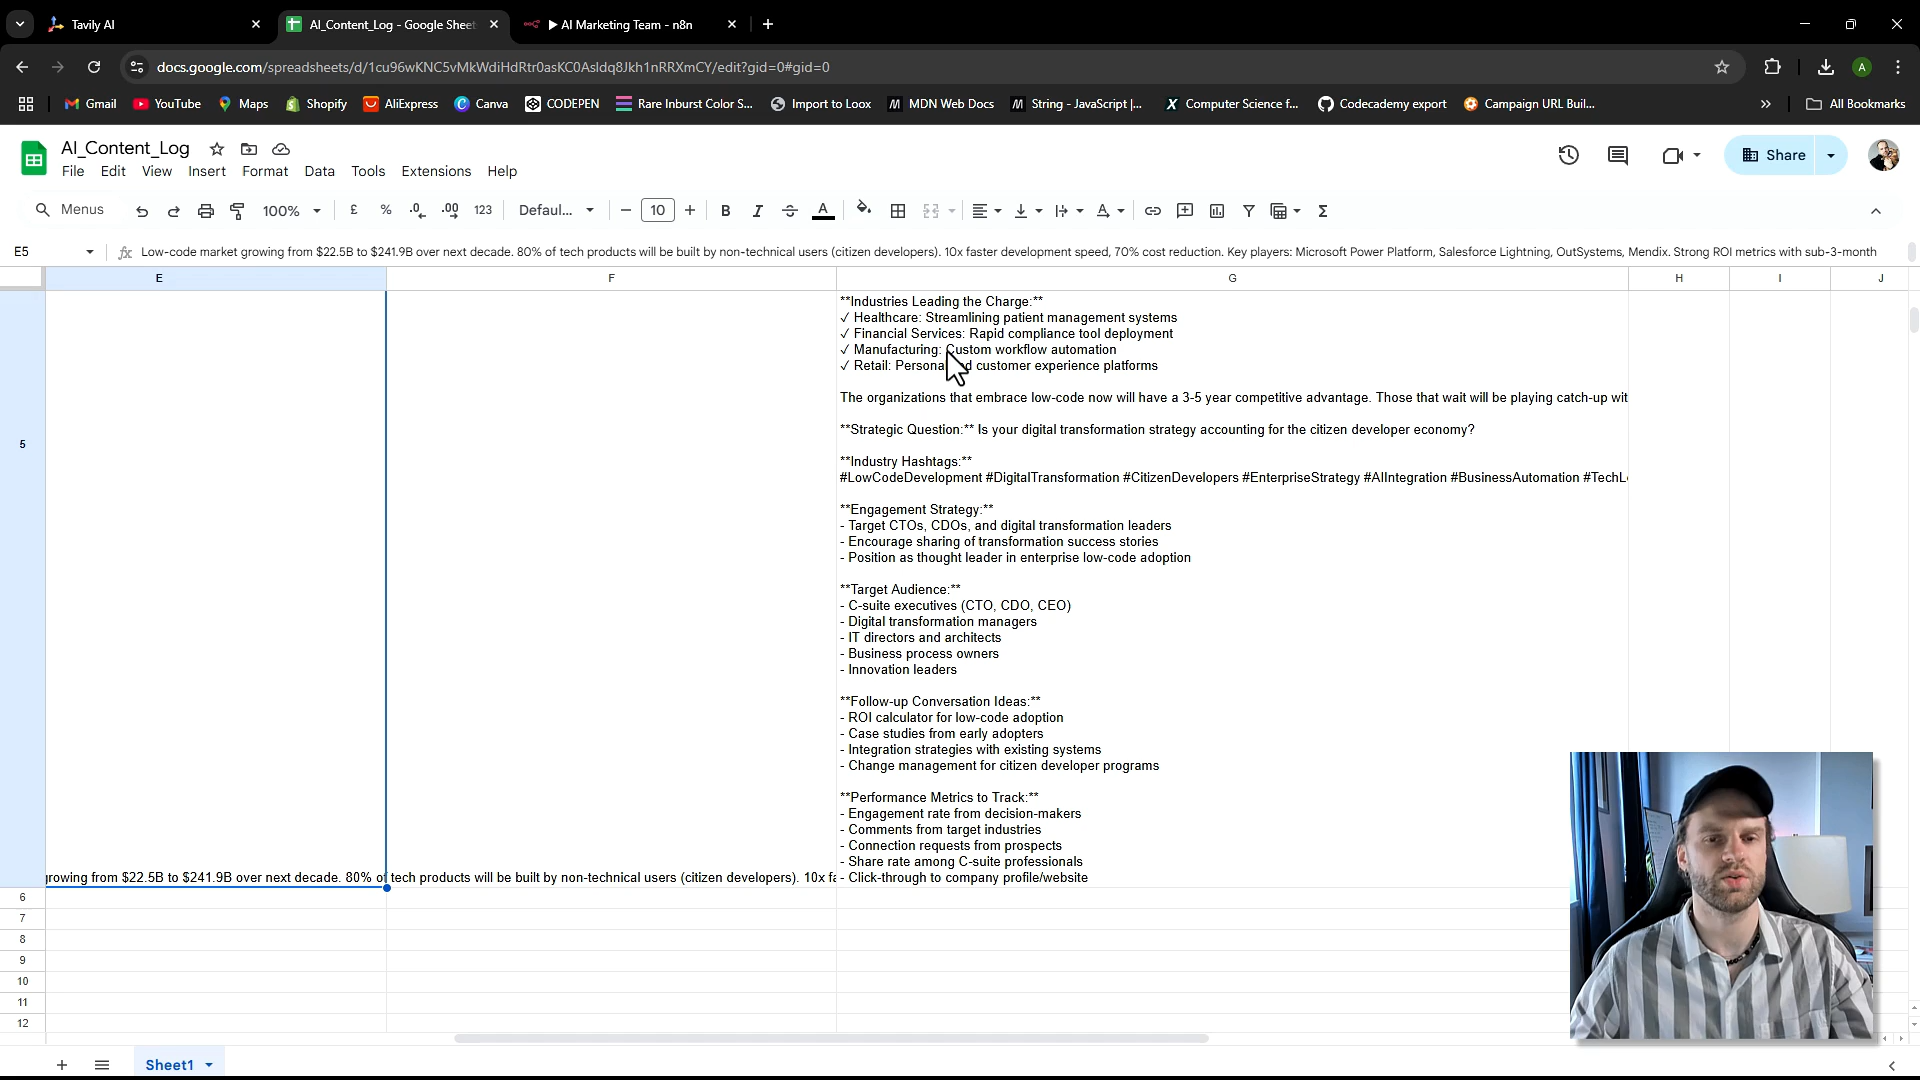 Tavily AI
AI_Content_Log - Google Sheet
▶ AI Marketing Team - n8n
docs.google.com/spreadsheets/d/1cu96wKNC5vMkWdiHdRtr0asKC0Asldq8Jkh1nRRXmCY/edit?gid=0#gid=0
A
Gmail
YouTube
Maps
Shopify
AliExpress
Canva
CODEPEN
Rare Inburst Color S...
Import to Loox
MDN Web Docs
String - JavaScript |...
Computer Science f...
Codecademy export
Campaign URL Buil...
All Bookmarks
AI_Content_Log
File Edit View Insert Format Data Tools Extensions Help
Share
Menus
100%
£
%
.0
.00
123
Defaul...
10
B
I
A
E5
fx
Low-code market growing from $22.5B to $241.9B over next decade. 80% of tech products will be built by non-technical users (citizen developers). 10x faster development speed, 70% cost reduction. Key players: Microsoft Power Platform, Salesforce Lightning, OutSystems, Mendix. Strong ROI metrics with sub-3-month
E F G H I J
**Industries Leading the Charge:**
✓ Healthcare: Streamlining patient management systems
✓ Financial Services: Rapid compliance tool deployment
✓ Manufacturing: Custom workflow automation
✓ Retail: Persona d customer experience platforms
The organizations that embrace low-code now will have a 3-5 year competitive advantage. Those that wait will be playing catch-up wit
**Strategic Question:** Is your digital transformation strategy accounting for the citizen developer economy?
5
**Industry Hashtags:**
#LowCodeDevelopment #DigitalTransformation #CitizenDevelopers #EnterpriseStrategy #AIIntegration #BusinessAutomation #TechL
**Engagement Strategy:**
- Target CTOs, CDOs, and digital transformation leaders
- Encourage sharing of transformation success stories
- Position as thought leader in enterprise low-code adoption
**Target Audience:**
- C-suite executives (CTO, CDO, CEO)
- Digital transformation managers
- IT directors and architects
- Business process owners
- Innovation leaders
**Follow-up Conversation Ideas:**
- ROI calculator for low-code adoption
- Case studies from early adopters
- Integration strategies with existing systems
- Change management for citizen developer programs
**Performance Metrics to Track:**
- Engagement rate from decision-makers
- Comments from target industries
- Connection requests from prospects
- Share rate among C-suite professionals
- Click-through to company profile/website
growing from $22.5B to $241.9B over next decade. 80% of tech products will be built by non-technical users (citizen developers). 10x fa
6
7
8
9
10
11
12
Sheet1